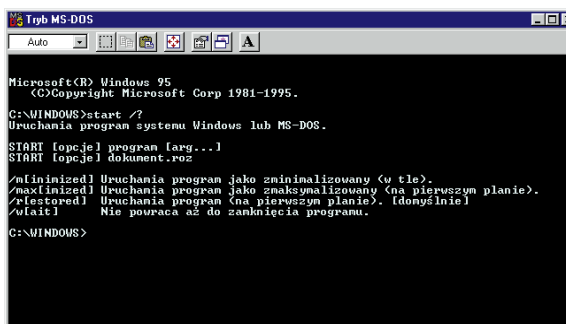 Tryb MS-DOS
Auto
A
Microsoft(R) Windows 95
(C)Copyright Microsoft Corp 1981-1995.
C:\WINDOWS>start /?
Uruchamia program systemu Windows lub MS-DOS.
START [opcje] program [arg...]
START [opcje] dokument.roz
/m[inimized] Uruchamia program jako zminimalizowany (w tle).
/max[imized] Uruchamia program jako zmaksymalizowany (na pierwszym planie).
/r[estored] Uruchamia program (na pierwszym planie). [domyślnie]
/w[ait] Nie powraca aż do zamknięcia programu.
C:\WINDOWS>